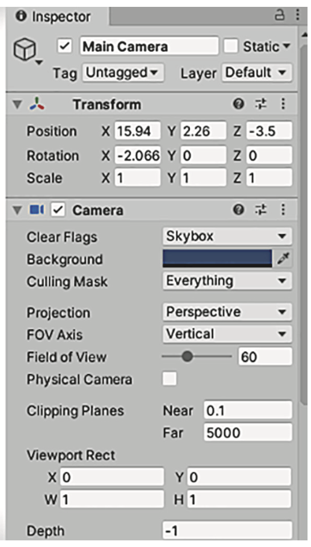 Inspector
Main Camera Static
Tag Untagged Layer Default
Transform
Position X 15.94 Y 2.26 Z -3.5
Rotation X -2.066 Y 0 Z 0
Scale X 1 Y 1 Z 1
Camera
Clear Flags Skybox
Background
Culling Mask Everything
Projection Perspective
FOV Axis Vertical
Field of View 60
Physical Camera
Clipping Planes Near 0.1
Far 5000
Viewport Rect
X 0 Y 0
W 1 H 1
Depth -1